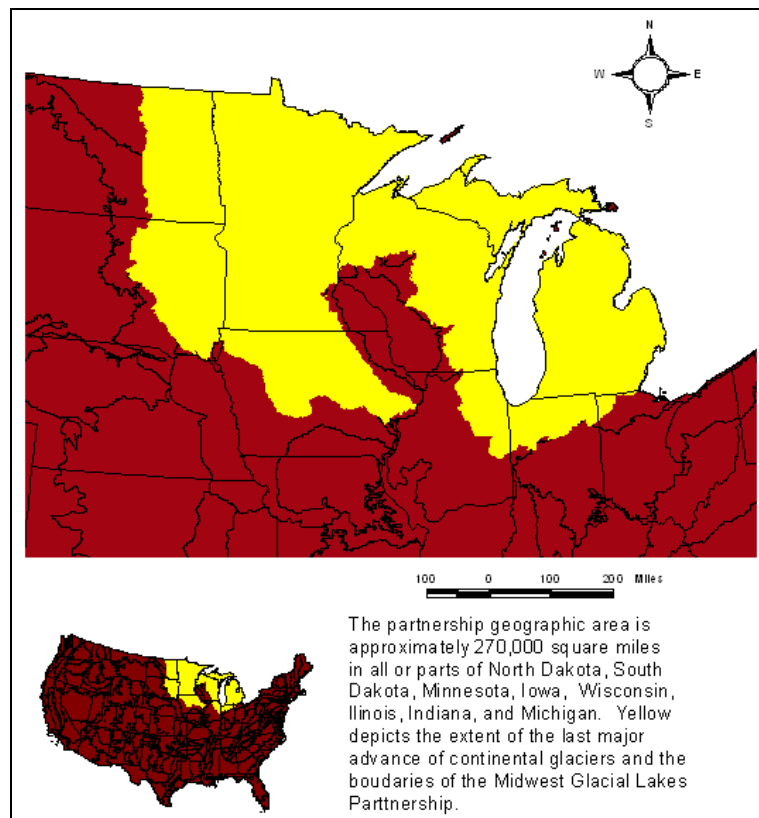 N
W E
S
100 0 100 200 Miles
The partnership geographic area is
approximately 270,000 square miles
in all or parts of North Dakota, South
Dakota, Minnesota, Iowa, Wisconsin,
Ilinois, Indiana, and Michigan. Yellow
depicts the extent of the last major
advance of continental glaciers and the
boudaries of the Midwest Glacial Lakes
Parttnership.